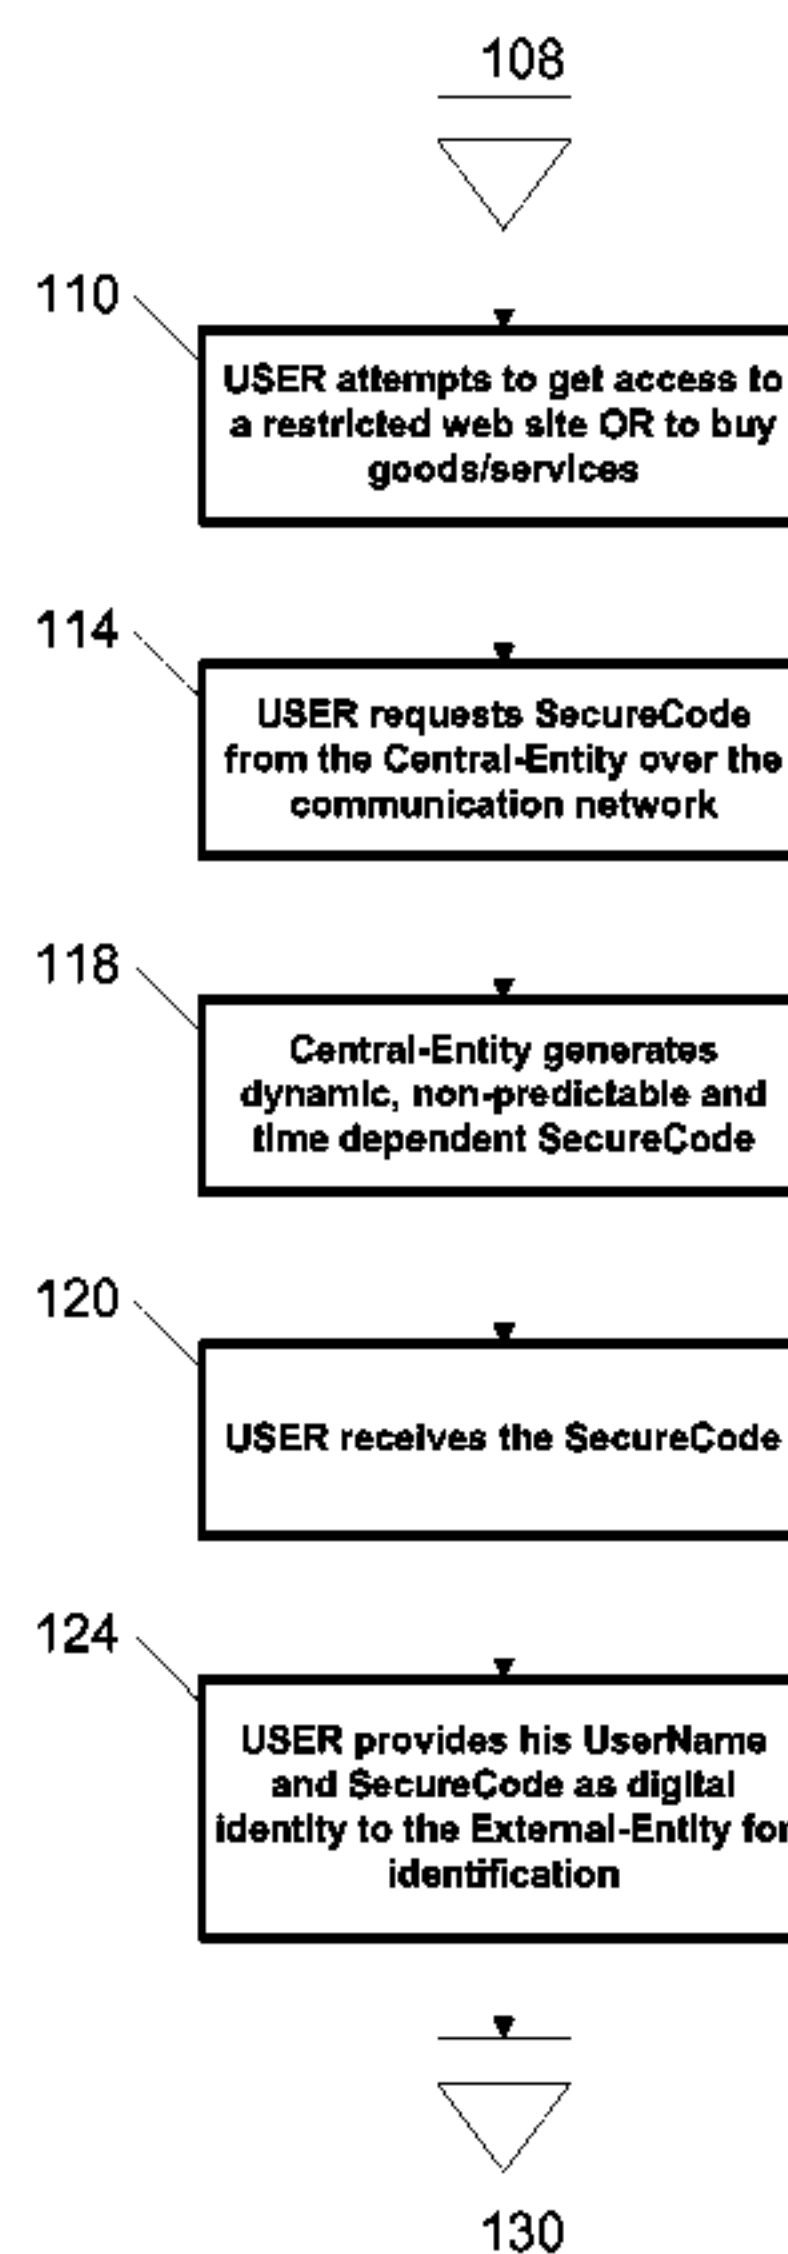 108
110
USER attempts to get access to
a restricted web site OR to buy
goods/services
114
USER requests SecureCode
from the Central-Entity over the
communication network
118
Central-Entity generates
dynamic, non-predictable and
time dependent SecureCode
120
USER receives the SecureCode
124
USER provides his UserName
and SecureCode as digital
identity to the External-Entity for
identification
130